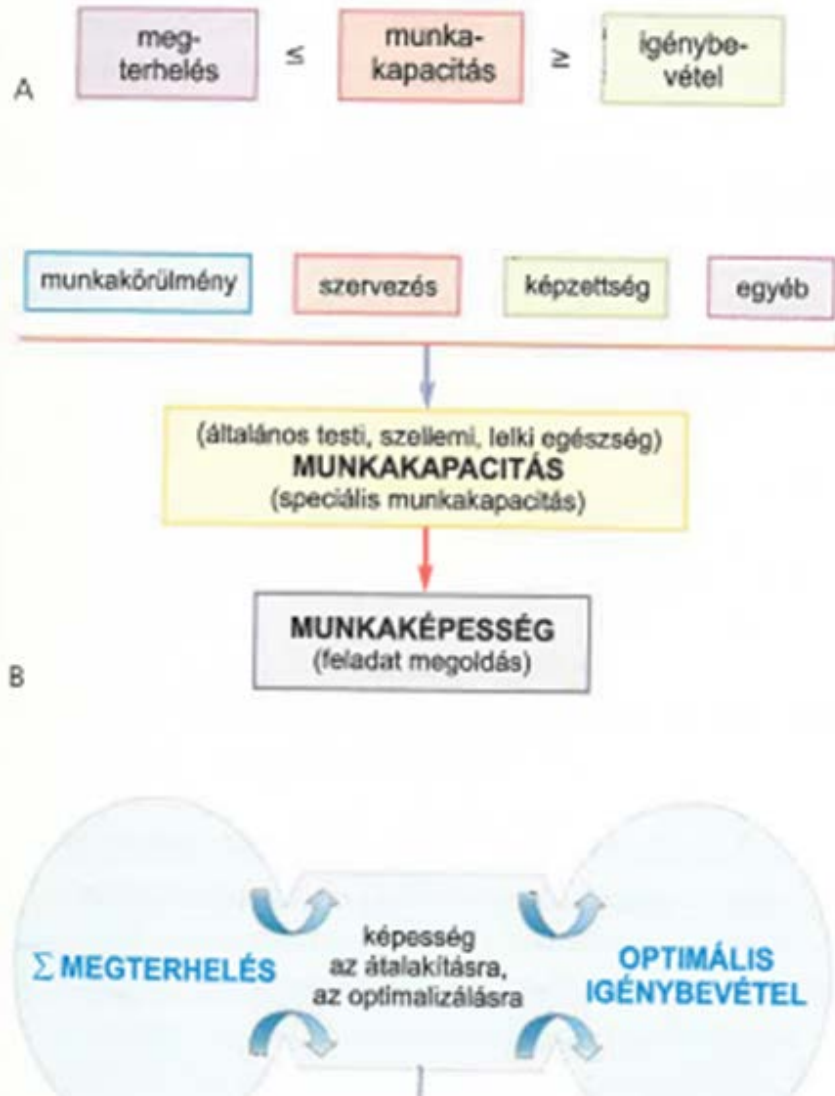 meg-
terhelés
≤
munka-
kapacitás
≥
igénybe-
vétel
A
munkakörülmény
szervezés
képzettség
egyéb
(általános testi, szellemi, lelki egészség)
MUNKAKAPACITÁS
(speciális munkakapacitás)
MUNKAKÉPESSÉG
(feladat megoldás)
B
Σ MEGTERHELÉS
képesség
az átalakításra,
az optimalizálásra
OPTIMÁLIS
IGÉNYBEVÉTEL